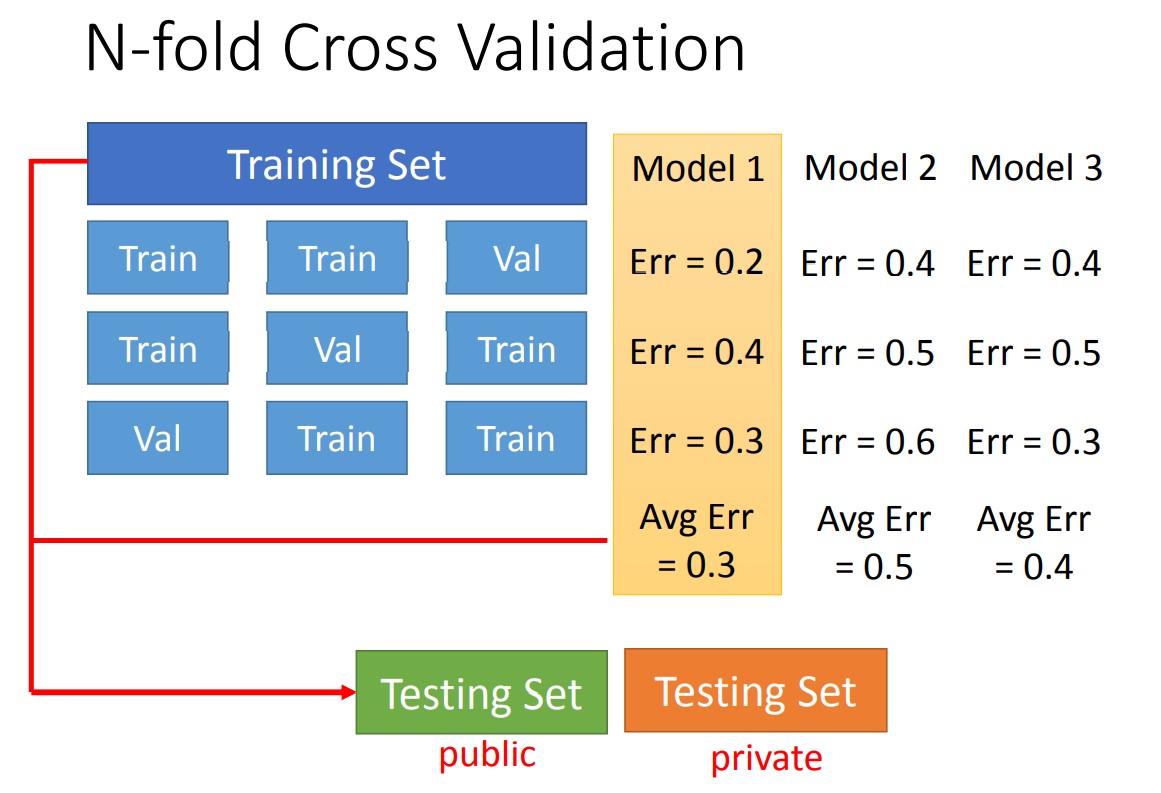 N-fold Cross Validation
Training Set
Model 1 Model 2 Model 3
Train Train Val
Err = 0.2 Err = 0.4 Err = 0.4
Train Val Train
Err = 0.4 Err = 0.5 Err = 0.5
Val Train Train
Err = 0.3 Err = 0.6 Err = 0.3
Avg Err Avg Err Avg Err
= 0.3 = 0.5 = 0.4
Testing Set Testing Set
public private